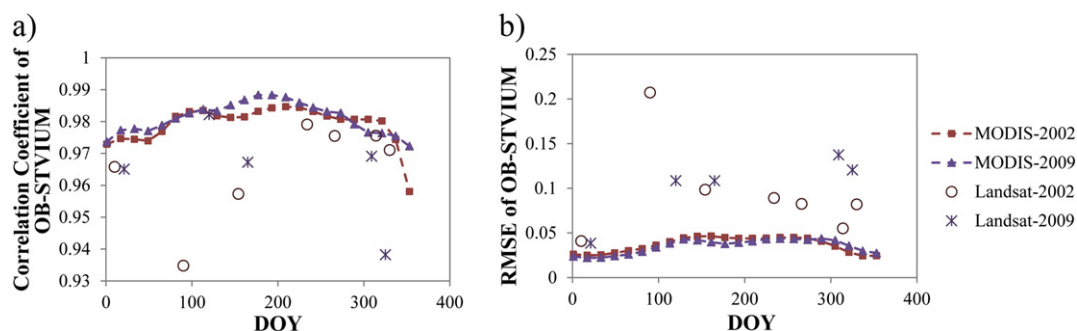 a)
Correlation Coefficient of
OB-STVIUM
1
0.99
0.98
0.97
0.96
0.95
0.94
0.93
0
100
200
300
400
DOY
b)
RMSE of OB-STVIUM
0.25
0.2
0.15
0.1
0.05
0
0
100
200
300
400
DOY
MODIS-2002
MODIS-2009
Landsat-2002
Landsat-2009